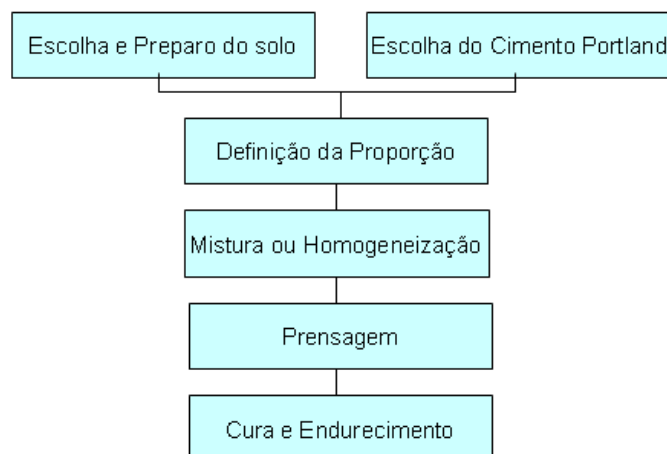 Escolha e Preparo do solo
Escolha do Cimento Portland
Definição da Proporção
Mistura ou Homogeneização
Prensagem
Cura e Endurecimento